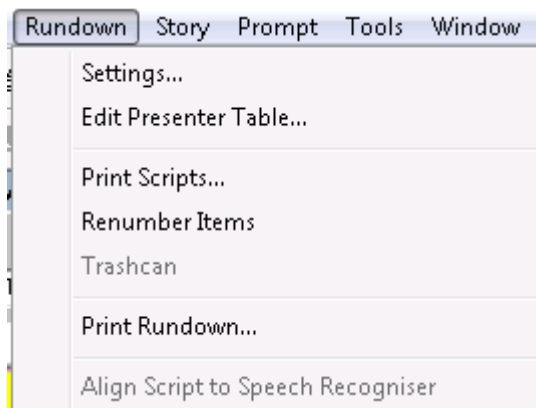 Rundown Story Prompt Tools Window
Settings...
Edit Presenter Table...
Print Scripts...
Renumber Items
Trashcan
Print Rundown...
Align Script to Speech Recogniser